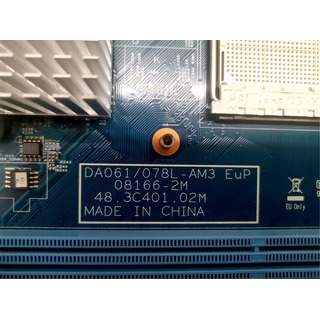 DA061/078L-AM3 EuP
08166-2M
48.3C401.02M
MADE IN CHINA
EU Only